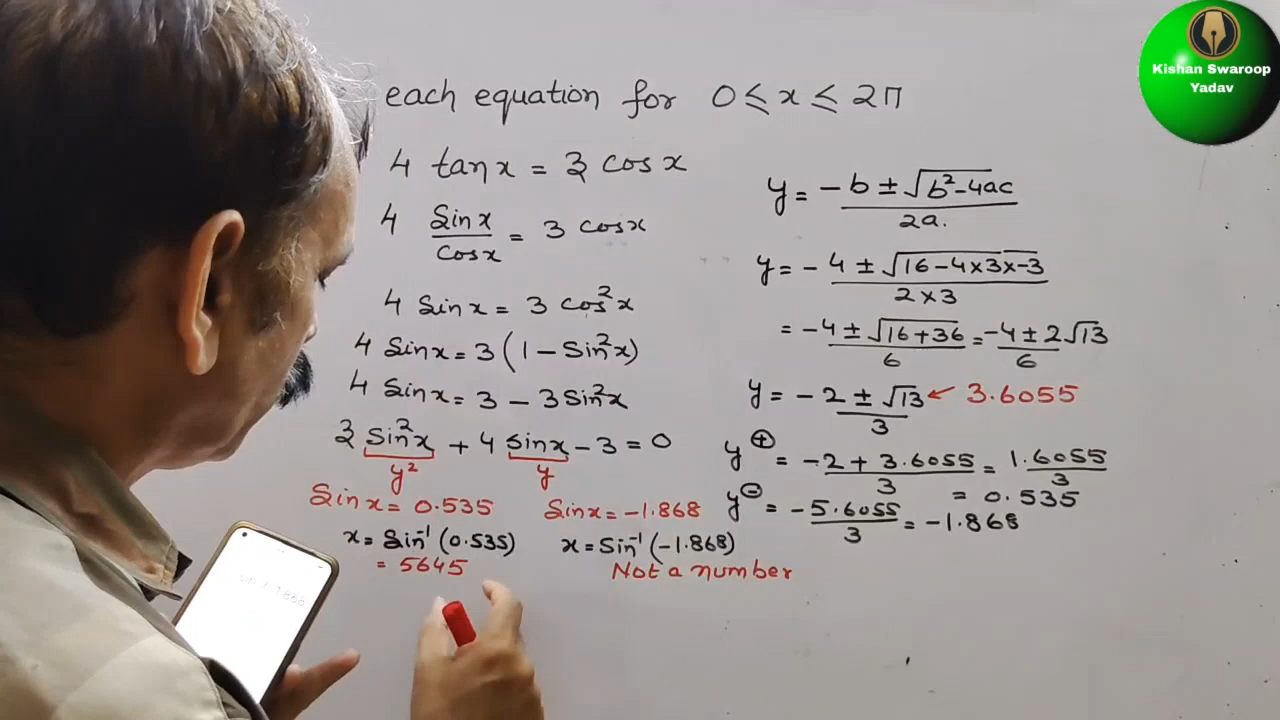 Kishan Swaroop
Yadav
each equation for 0 ≤ x ≤ 2π
4 tan x = 3 cos x
4 sin x / cos x = 3 cos x
4 sin x = 3 cos² x
4 sin x = 3 (1 − sin² x)
4 sin x = 3 − 3 sin² x
3 sin² x + 4 sin x − 3 = 0
y² y
sin x = 0.535
x = sin⁻¹ (0.535)
= 5645
sin x = −1.868
x = sin⁻¹ (−1.868)
Not a number
y = −b ± √b² − 4ac / 2a.
y = −4 ± √16 − 4×3×−3 / 2×3
= −4 ± √16 + 36 / 6 = −4 ± 2√13 / 6
y = −2 ± √13 / 3 ← 3.6055
y⊕ = −2 + 3.6055 / 3 = 1.6055 / 3
= 0.535
y⊖ = −5.6055 / 3 = −1.868